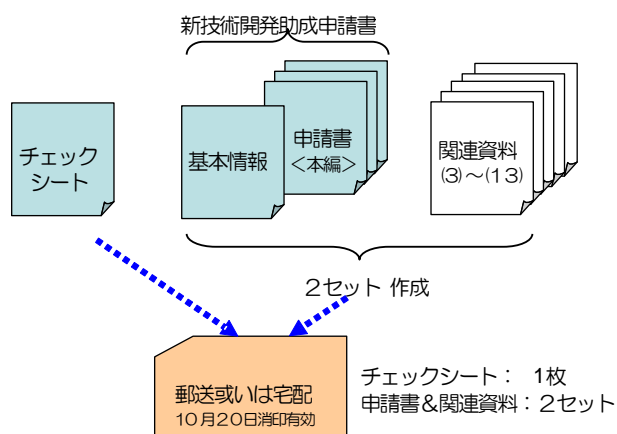 新技術開発助成申請書
チェック
シート
基本情報
申請書
＜本編＞
関連資料
(3)～(13)
２セット 作成
郵送或いは宅配
10月20日消印有効
チェックシート： 1枚
申請書＆関連資料：２セット